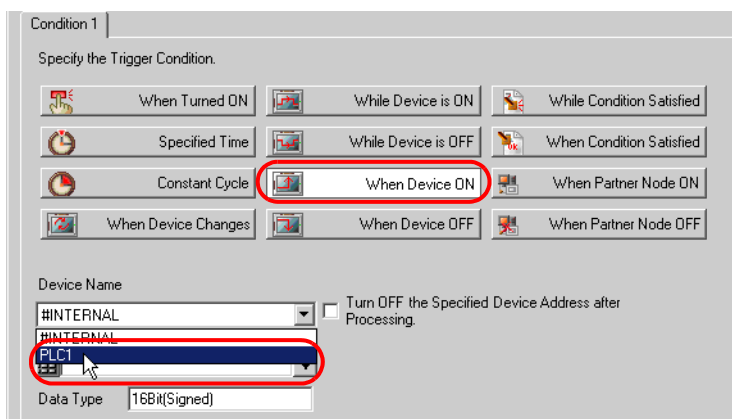 Condition 1
Specify the Trigger Condition.
When Turned ON
While Device is ON
While Condition Satisfied
Specified Time
While Device is OFF
When Condition Satisfied
Constant Cycle
When Device ON
When Partner Node ON
When Device Changes
When Device OFF
When Partner Node OFF
Device Name
#INTERNAL
Turn OFF the Specified Device Address after
Processing.
#INTERNAL
PLC1
Data Type
16Bit(Signed)